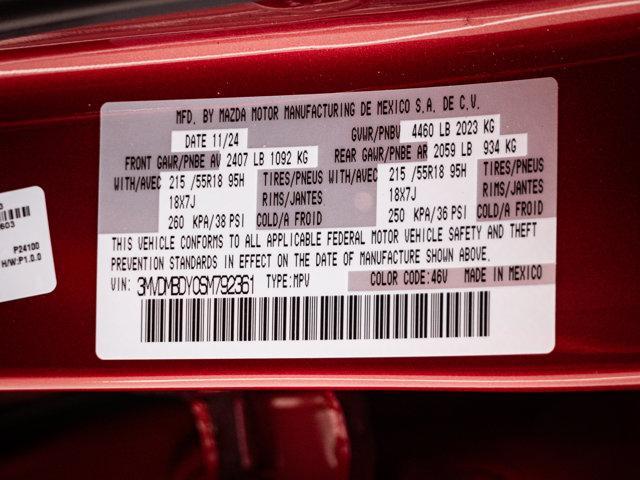 MFD. BY MAZDA MOTOR MANUFACTURING DE MEXICO S.A. DE C.V.
DATE 11/24 GVWR/PNBV 4460 LB 2023 KG
FRONT GAWR/PNBE AV 2407 LB 1092 KG REAR GAWR/PNBE AR 2059 LB 934 KG
WITH/AVEC 215 /55R18 95H TIRES/PNEUS WITH/AVEC 215 /55R18 95H TIRES/PNEUS
18X7J RIMS/JANTES 18X7J RIMS/JANTES
260 KPA/38 PSI COLD/A FROID 250 KPA/36 PSI COLD/A FROID
THIS VEHICLE CONFORMS TO ALL APPLICABLE FEDERAL MOTOR VEHICLE SAFETY AND THEFT
PREVENTION STANDARDS IN EFFECT ON THE DATE OF MANUFACTURE SHOWN ABOVE.
VIN: 3MVDMBDY0SM792361 TYPE:MPV COLOR CODE:46V MADE IN MEXICO
P24100
H/W:P1.0.0